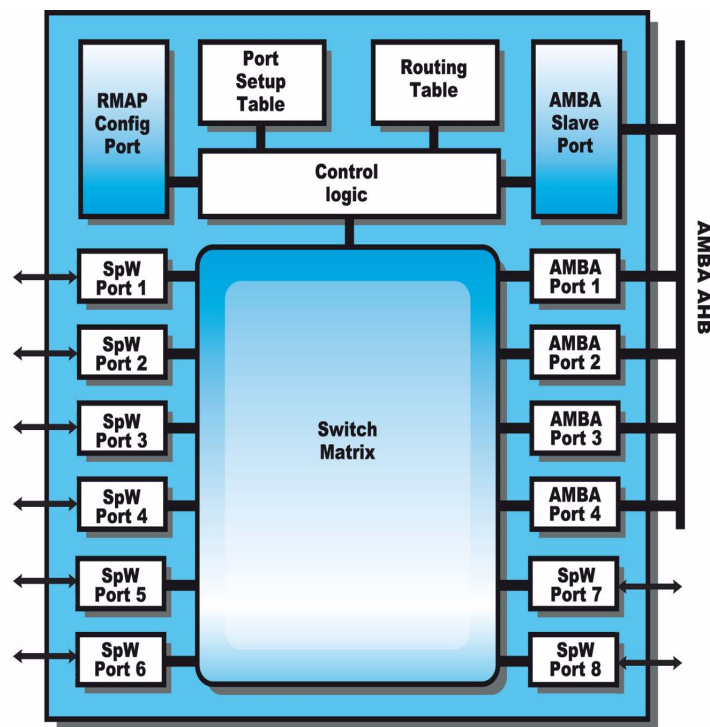 RMAP
Config
Port
Port
Setup
Table
Routing
Table
AMBA
Slave
Port
Control
logic
SpW
Port 1
SpW
Port 2
SpW
Port 3
SpW
Port 4
SpW
Port 5
SpW
Port 6
Switch
Matrix
AMBA
Port 1
AMBA
Port 2
AMBA
Port 3
AMBA
Port 4
SpW
Port 7
SpW
Port 8
AMBA AHB